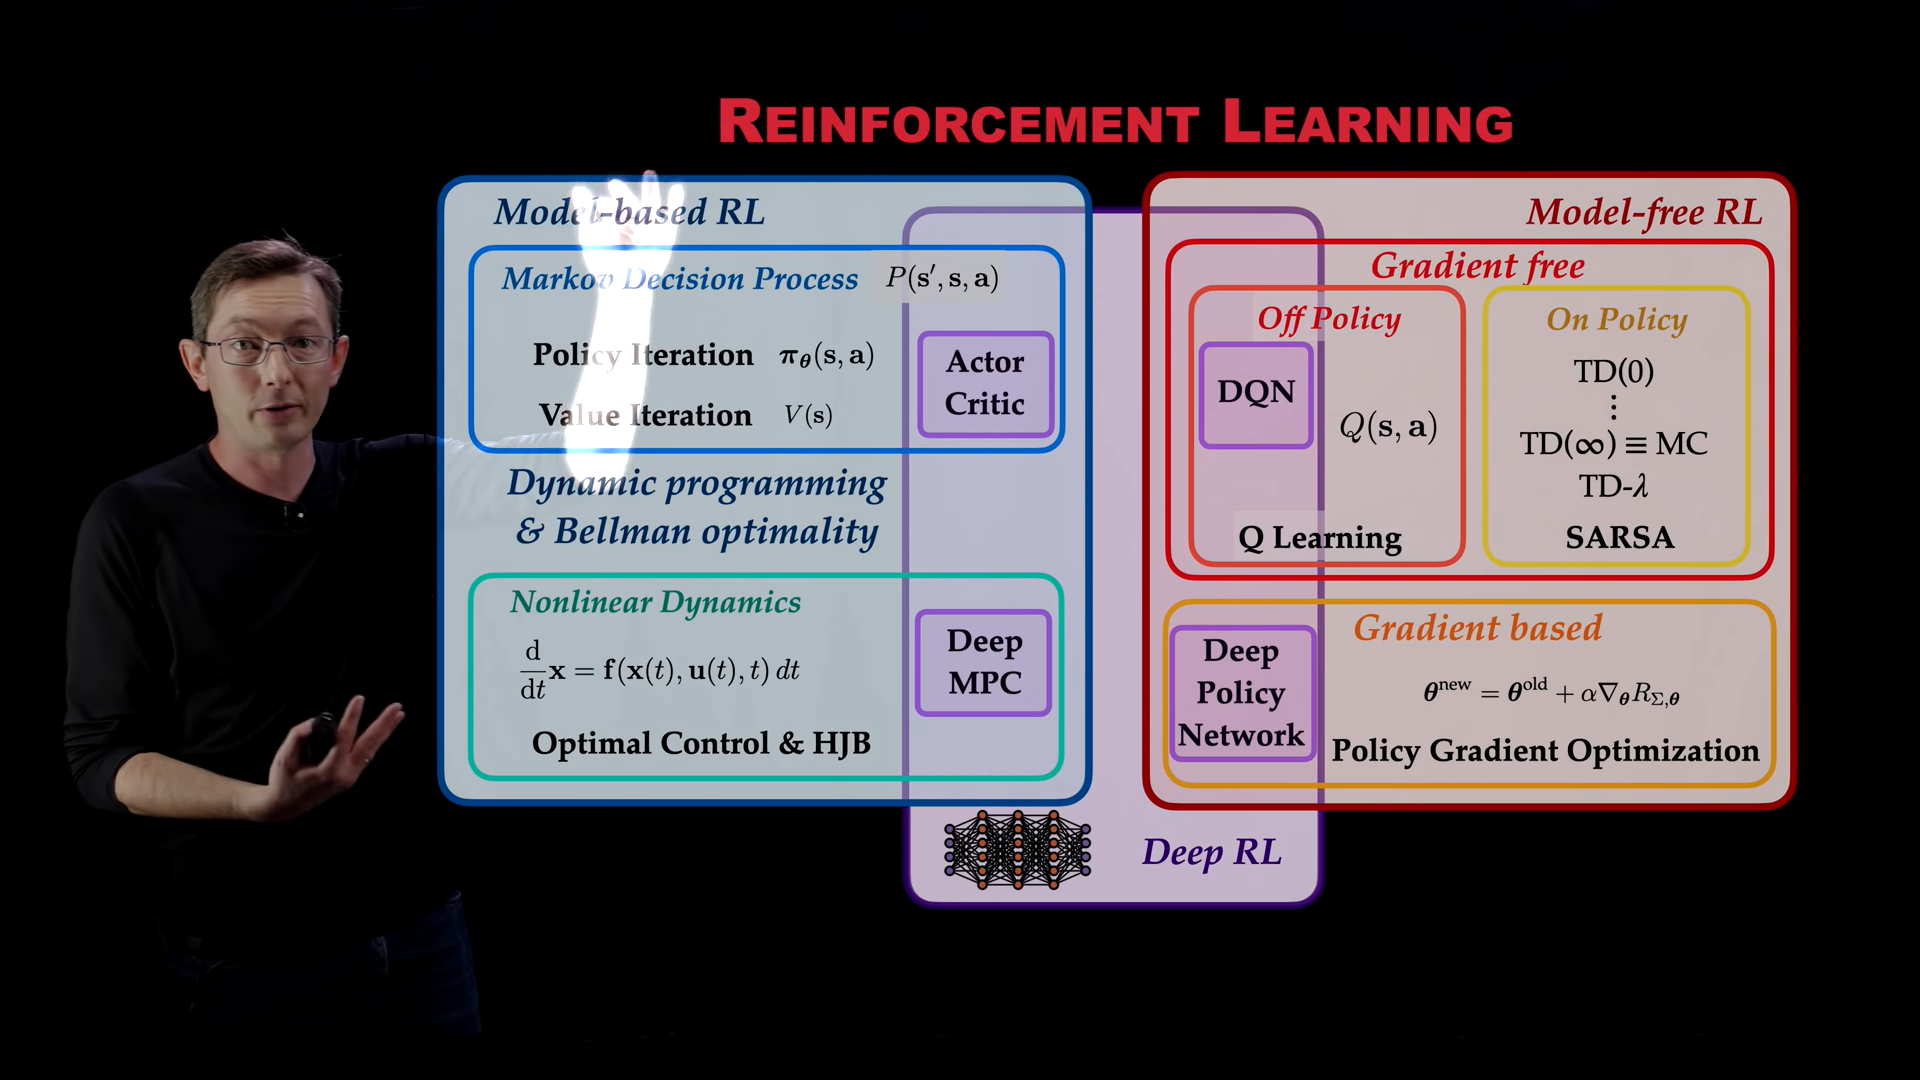 REINFORCEMENT LEARNING
Model-based RL
Markov Decision Process P(s′, s, a)
Policy Iteration π_θ(s, a)
Value Iteration V(s)
Actor
Critic
Dynamic programming
& Bellman optimality
Nonlinear Dynamics
d/dt x = f(x(t), u(t), t) dt
Optimal Control & HJB
Deep
MPC
Model-free RL
Gradient free
Off Policy
DQN
Q(s, a)
Q Learning
On Policy
TD(0)
⋮
TD(∞) ≡ MC
TD-λ
SARSA
Gradient based
Deep
Policy
Network
θ^new = θ^old + α∇_θ R_Σ,θ
Policy Gradient Optimization
Deep RL